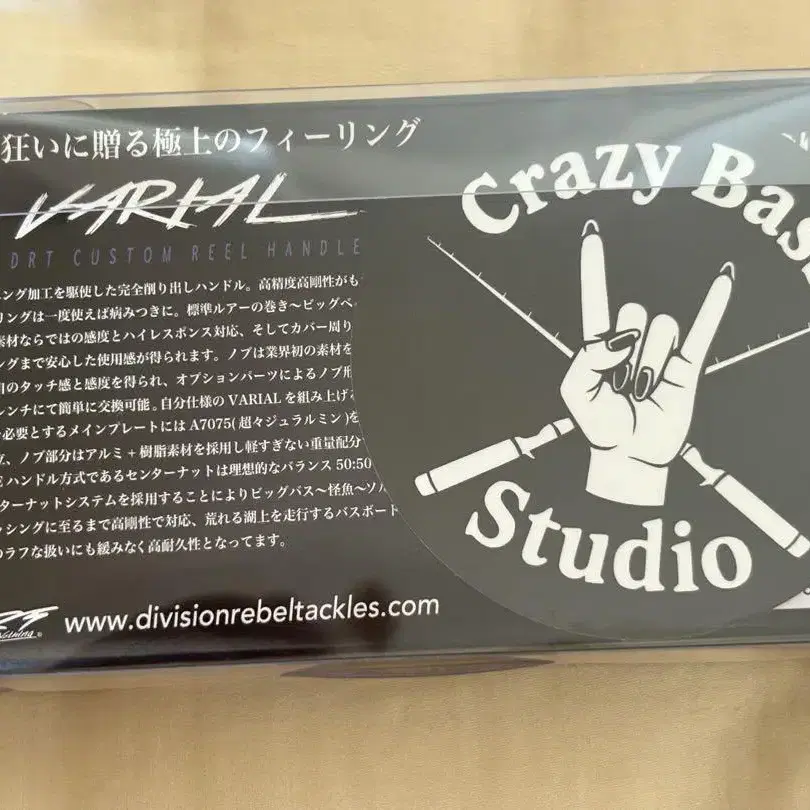 狂いに贈る極上のフィーリング
VARIAL
DRT CUSTOM REEL HANDLE
ング加工を駆使した完全削り出しハンドル。高精度高剛性がも
リングは一度使えば病みつきに。標準ルアーの巻き〜ビッグベ
素材ならではの感度とハイレスポンス対応、そしてカバー周り
ングまで安心した使用感が得られます。ノブは業界初の素材を
自のタッチ感と感度を得られ、オプションパーツによるノブ形
レンチにて簡単に交換可能。自分仕様の VARIAL を組み上げ
必要とするメインプレートには A7075(超々ジュラルミン)を
立、ノブ部分はアルミ+樹脂素材を採用し軽すぎない重量配分
ハンドル方式であるセンターナットは理想的なバランス 50:50
ターナットシステムを採用することによりビッグバス〜怪魚〜ソル
ッシングに至るまで高剛性で対応、荒れる湖上を走行するバスボート
のラフな扱いにも緩みなく高耐久性となってます。
www.divisionrebeltackles.com
Crazy Bas
Studio